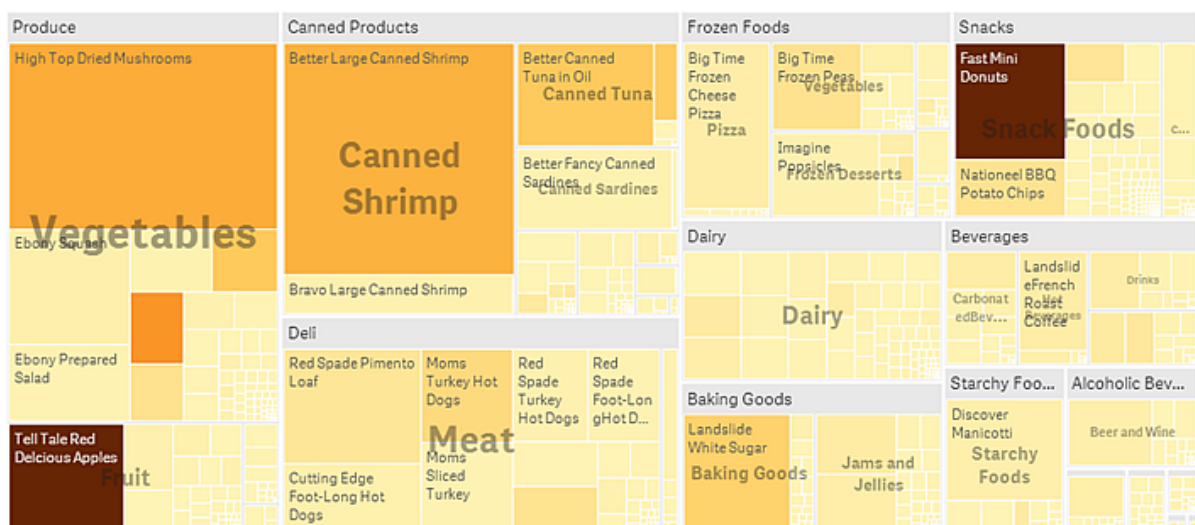 Produce
High Top Dried Mushrooms
Vegetables
Ebony Squash
Ebony Prepared
Salad
Tell Tale Red
Delcious Apples
Fruit
Canned Products
Better Large Canned Shrimp
Canned
Shrimp
Bravo Large Canned Shrimp
Better Canned
Tuna in Oil
Canned Tuna
Better Fancy Canned
Sardines
Canned Sardines
Deli
Red Spade Pimento
Loaf
Cutting Edge
Foot-Long Hot
Dogs
Moms
Turkey Hot
Dogs
Meat
Moms
Sliced
Turkey
Red
Spade
Turkey
Hot Dogs
Red
Spade
Foot-Lon
gHot D...
Frozen Foods
Big Time
Frozen
Cheese
Pizza
Pizza
Big Time
Frozen Peas
Vegetables
Imagine
Popsicles
Frozen Desserts
Dairy
Dairy
Baking Goods
Landslide
White Sugar
Baking Goods
Jams and
Jellies
Snacks
Fast Mini
Donuts
Snack Foods
C...
Nationeel BBQ
Potato Chips
Beverages
Carbonat
edBev...
Landslid
eFrench
Roast
Coffee
Hot
Beverages
Drinks
Starchy Foo...
Discover
Manicotti
Starchy
Foods
Alcoholic Bev...
Beer and Wine